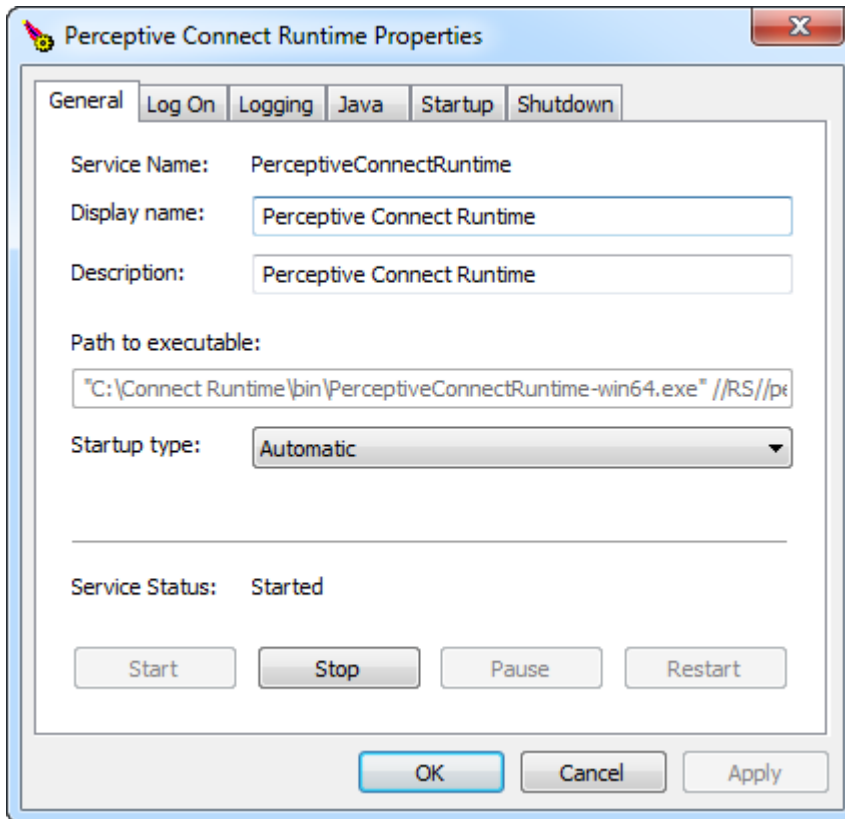 Perceptive Connect Runtime Properties
General Log On Logging Java Startup Shutdown
Service Name: PerceptiveConnectRuntime
Display name: Perceptive Connect Runtime
Description: Perceptive Connect Runtime
Path to executable:
"C:\Connect Runtime\bin\PerceptiveConnectRuntime-win64.exe" //RS//pe
Startup type: Automatic
Service Status: Started
Start Stop Pause Restart
OK Cancel Apply